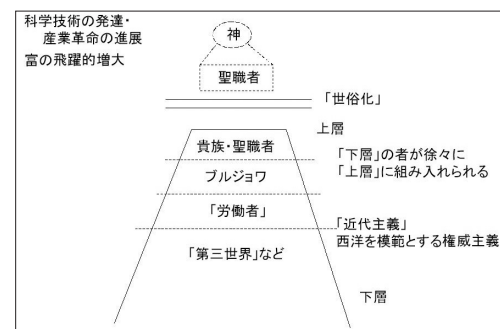 科学技術の発達・
産業革命の進展
富の飛躍的増大
神
聖職者
「世俗化」
上層
貴族・聖職者
「下層」の者が徐々に
「上層」に組み入れられる
ブルジョワ
「労働者」
「近代主義」
西洋を模範とする権威主義
「第三世界」など
下層